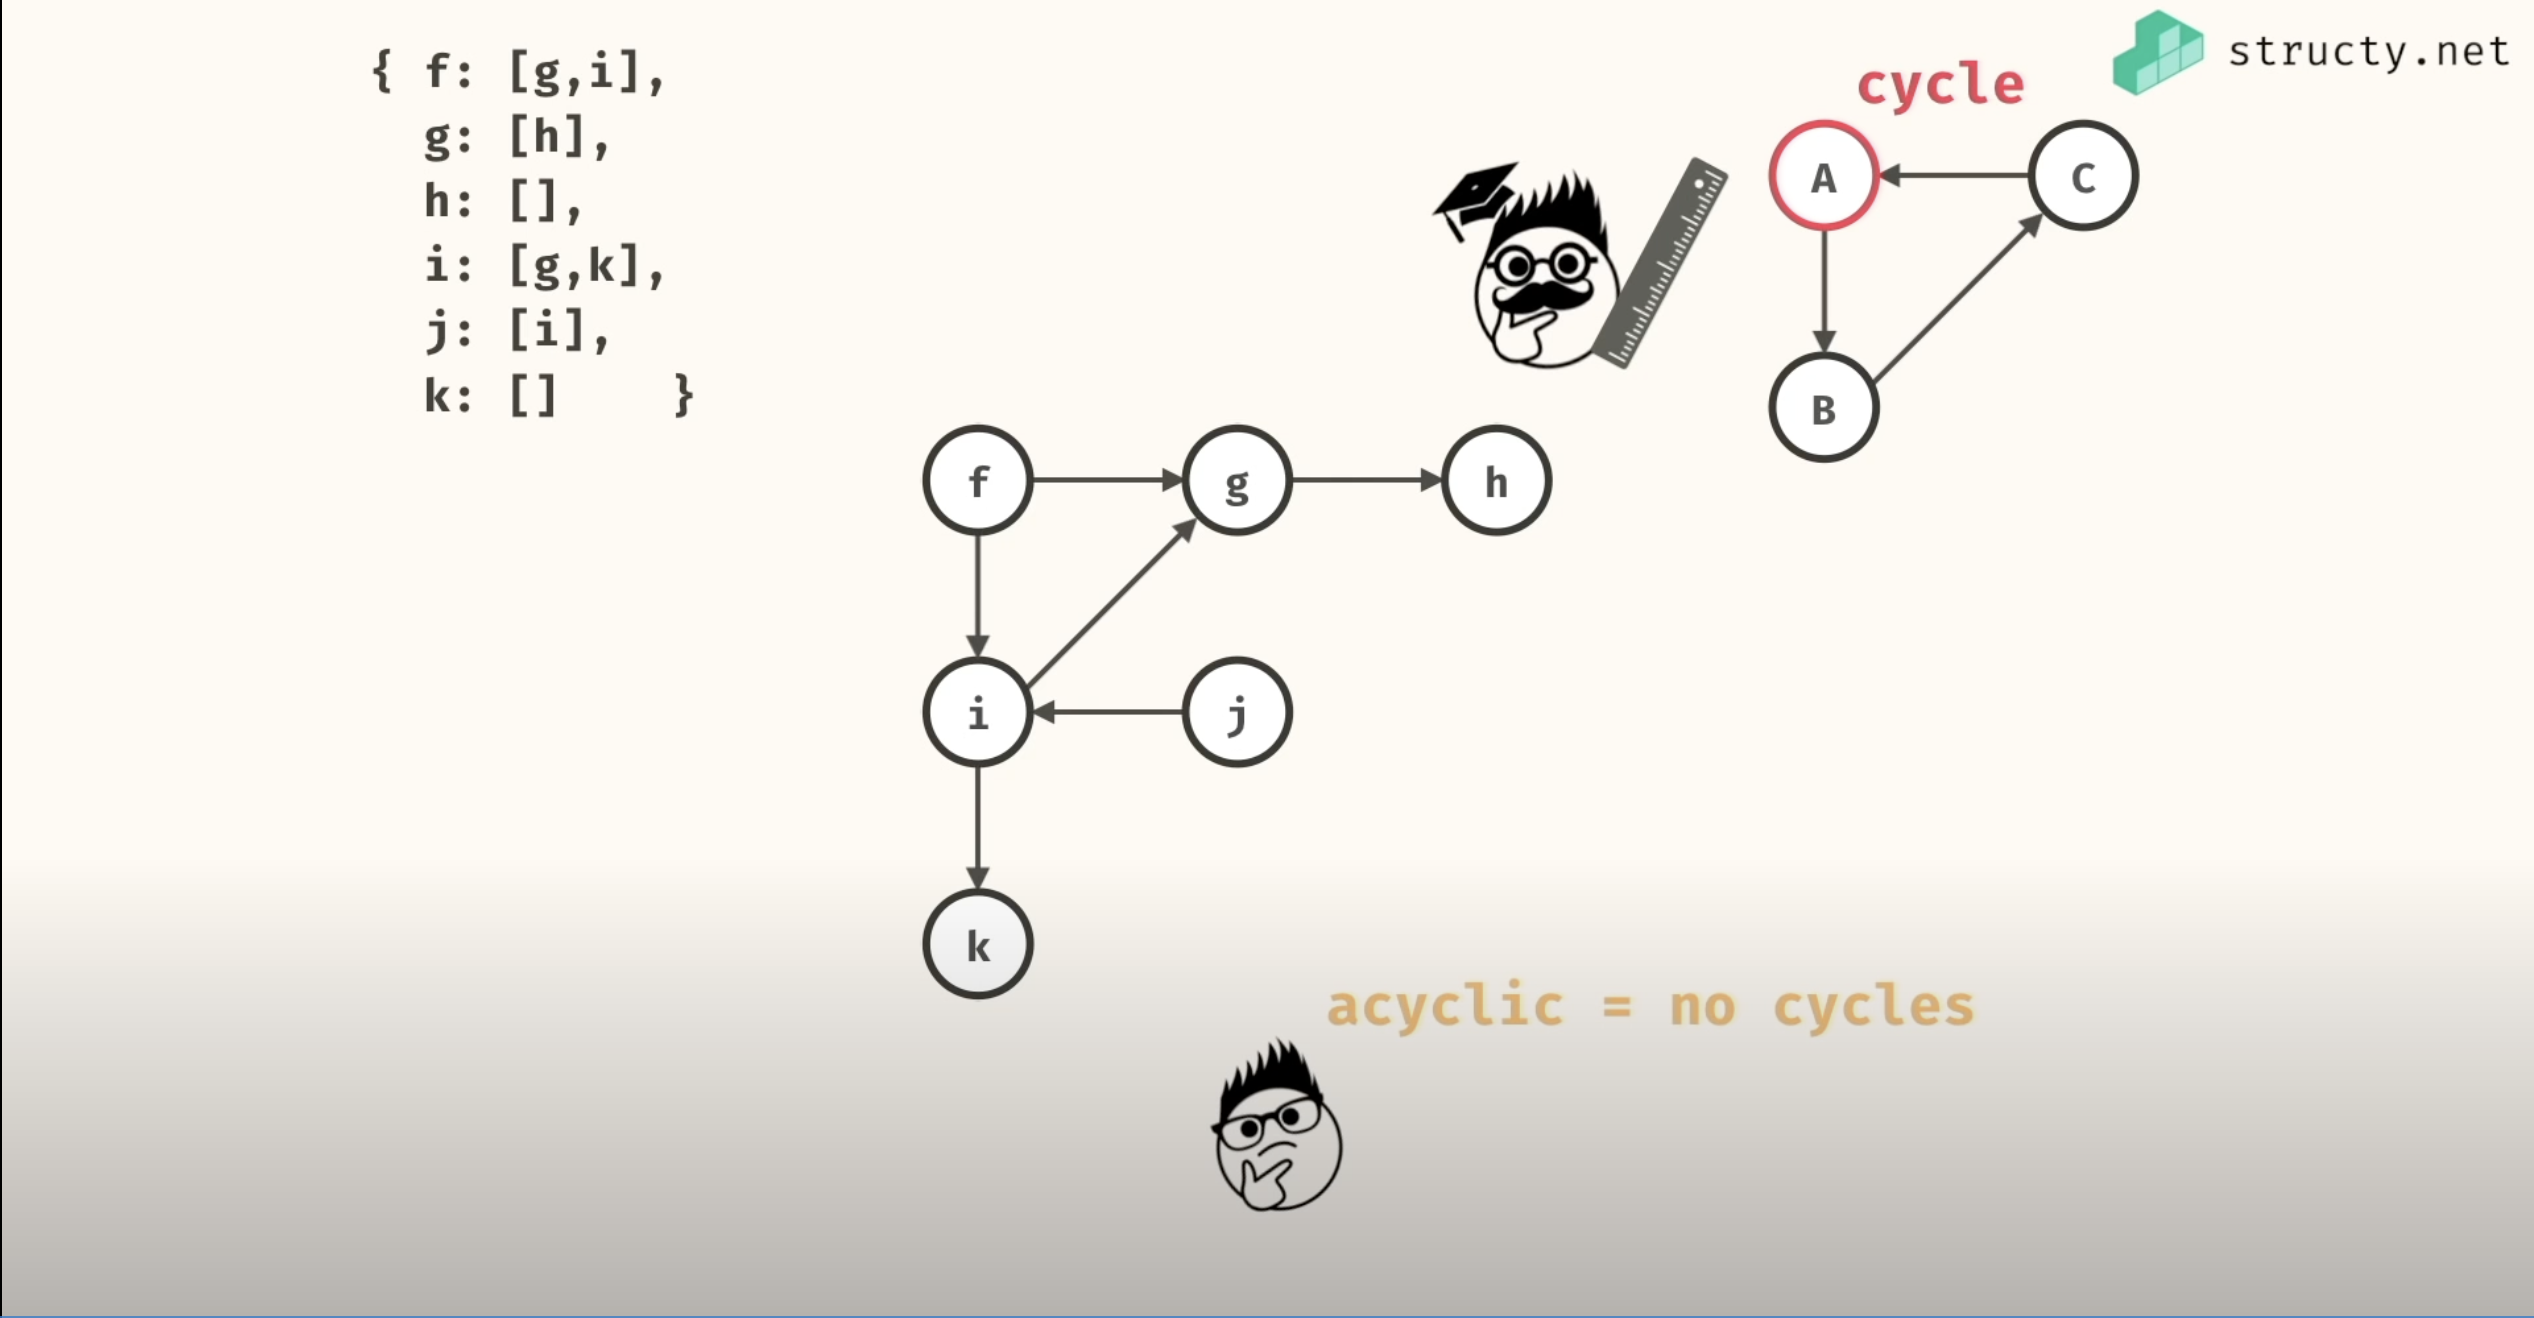 { f: [g,i],
g: [h],
h: [],
i: [g,k],
j: [i],
k: [] }
structy.net
cycle
A
C
B
f
g
h
i
j
k
acyclic = no cycles